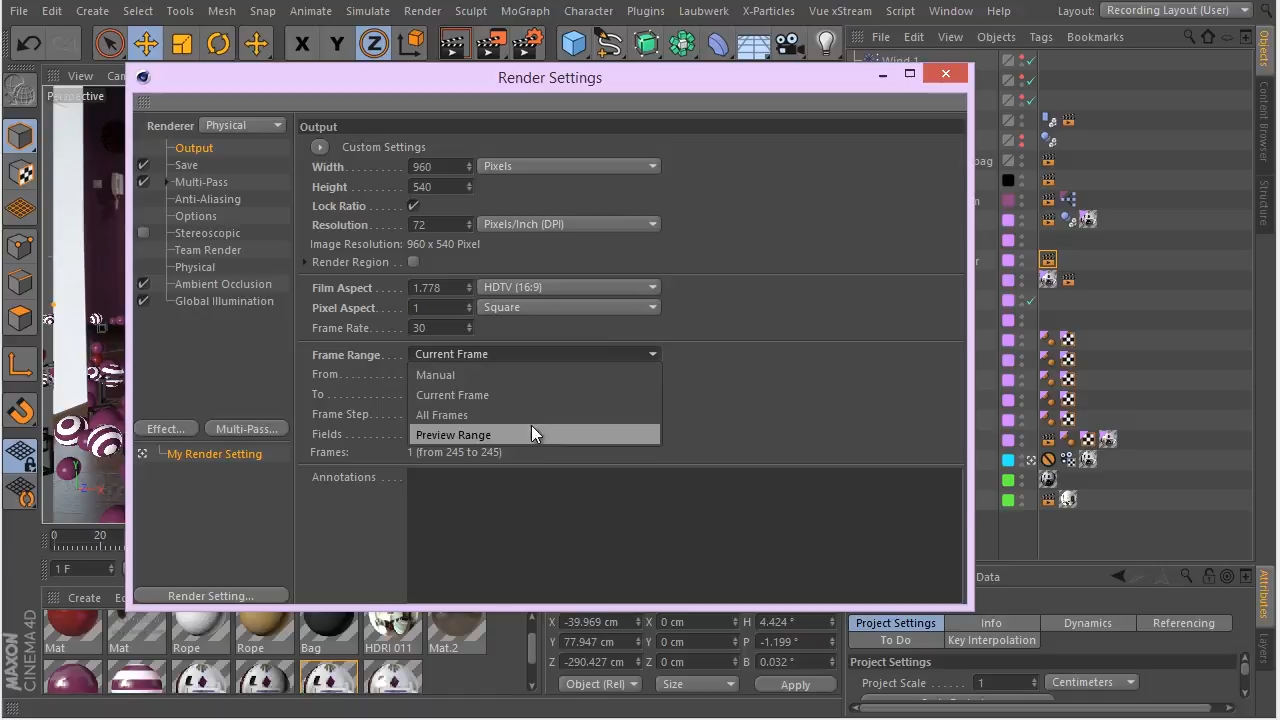 File Edit Create Select Tools Mesh Snap Animate Simulate Render Sculpt MoGraph Character Plugins Laubwerk X-Particles Vue xStream Script Window Help Layout: Recording Layout (User)
X Y Z
File Edit View Objects Tags Bookmarks
Wind.1
View
Perspective
Render Settings
Renderer Physical
Output
Save
Multi-Pass
Anti-Aliasing
Options
Stereoscopic
Team Render
Physical
Ambient Occlusion
Global Illumination
Effect... Multi-Pass...
My Render Setting
Render Setting...
Output
Custom Settings
Width 960 Pixels
Height 540
Lock Ratio
Resolution 72 Pixels/Inch (DPI)
Image Resolution: 960 x 540 Pixel
Render Region
Film Aspect 1.778 HDTV (16:9)
Pixel Aspect 1 Square
Frame Rate 30
Frame Range Current Frame
From Manual
To Current Frame
Frame Step All Frames
Fields Preview Range
Frames: 1 (from 245 to 245)
Annotations
bag
Objects
Content Browser
Structure
0 20
1 F
Create
Mat Mat Rope Rope Bag HDRI 011 Mat.2
X -39.969 cm X 0 cm H 4.424 °
Y 77.947 cm Y 0 cm P -1.199 °
Z -290.427 cm Z 0 cm B 0.032 °
Object (Rel) Size Apply
Data
Project Settings Info Dynamics Referencing
To Do Key Interpolation
Project Settings
Project Scale 1 Centimeters
Attributes
Layers
MAXON
CINEMA 4D